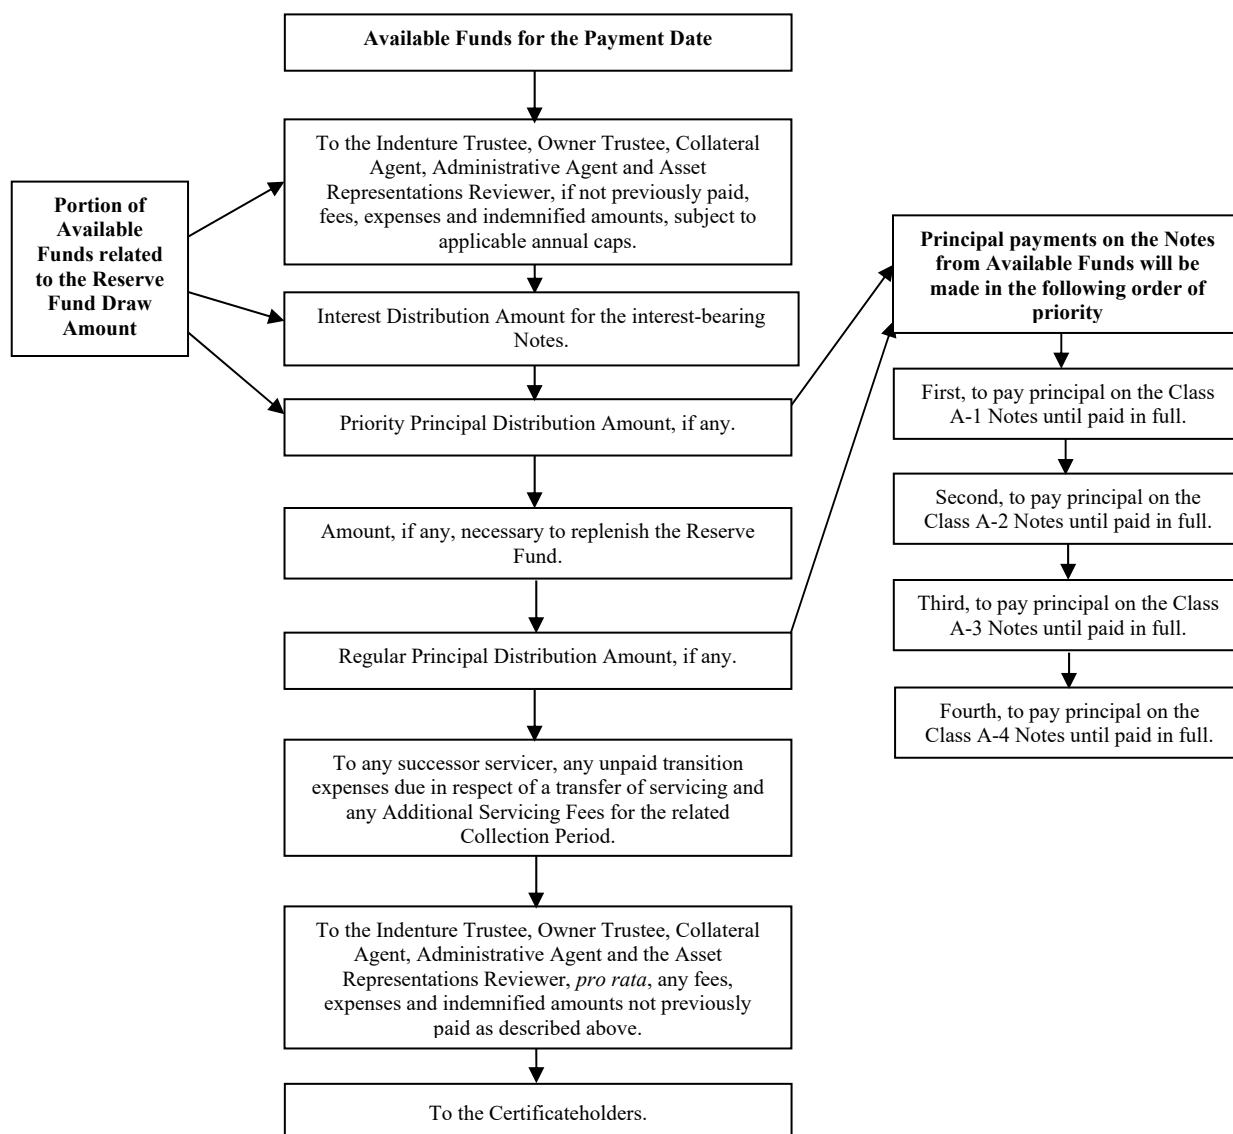 Available Funds for the Payment Date
To the Indenture Trustee, Owner Trustee, Collateral
Agent, Administrative Agent and Asset
Representations Reviewer, if not previously paid,
fees, expenses and indemnified amounts, subject to
applicable annual caps.
Portion of
Available
Funds related
to the Reserve
Fund Draw
Amount
Interest Distribution Amount for the interest-bearing
Notes.
Priority Principal Distribution Amount, if any.
Amount, if any, necessary to replenish the Reserve
Fund.
Regular Principal Distribution Amount, if any.
To any successor servicer, any unpaid transition
expenses due in respect of a transfer of servicing and
any Additional Servicing Fees for the related
Collection Period.
To the Indenture Trustee, Owner Trustee, Collateral
Agent, Administrative Agent and the Asset
Representations Reviewer, pro rata, any fees,
expenses and indemnified amounts not previously
paid as described above.
To the Certificateholders.
Principal payments on the Notes
from Available Funds will be
made in the following order of
priority
First, to pay principal on the Class
A-1 Notes until paid in full.
Second, to pay principal on the
Class A-2 Notes until paid in full.
Third, to pay principal on the Class
A-3 Notes until paid in full.
Fourth, to pay principal on the
Class A-4 Notes until paid in full.